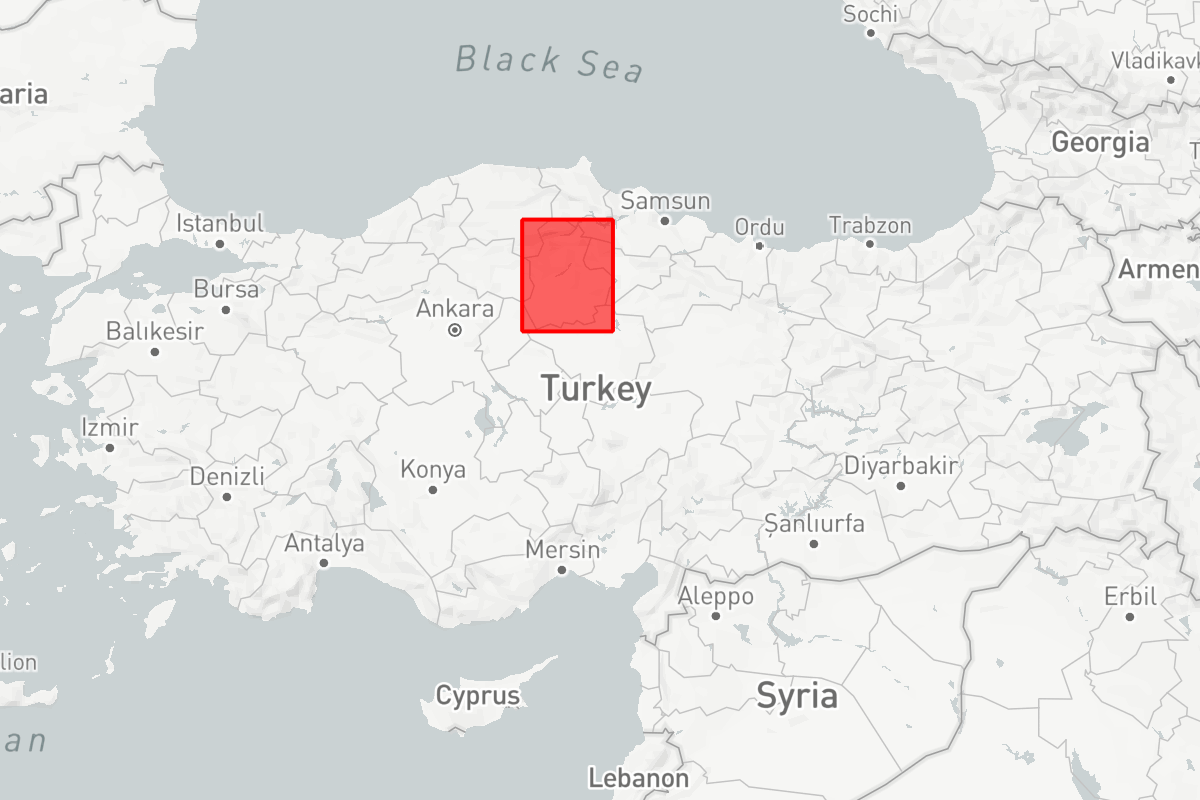 Sochi
Black Sea
Vladikavk
aria
Georgia
T
Samsun
Istanbul
Ordu
Trabzon
Armen
Bursa
Ankara
Balıkesir
Turkey
Izmir
Konya
Diyarbakir
Denizli
Şanlıurfa
Antalya
Mersin
Aleppo
Erbil
lion
Cyprus
Syria
an
Lebanon